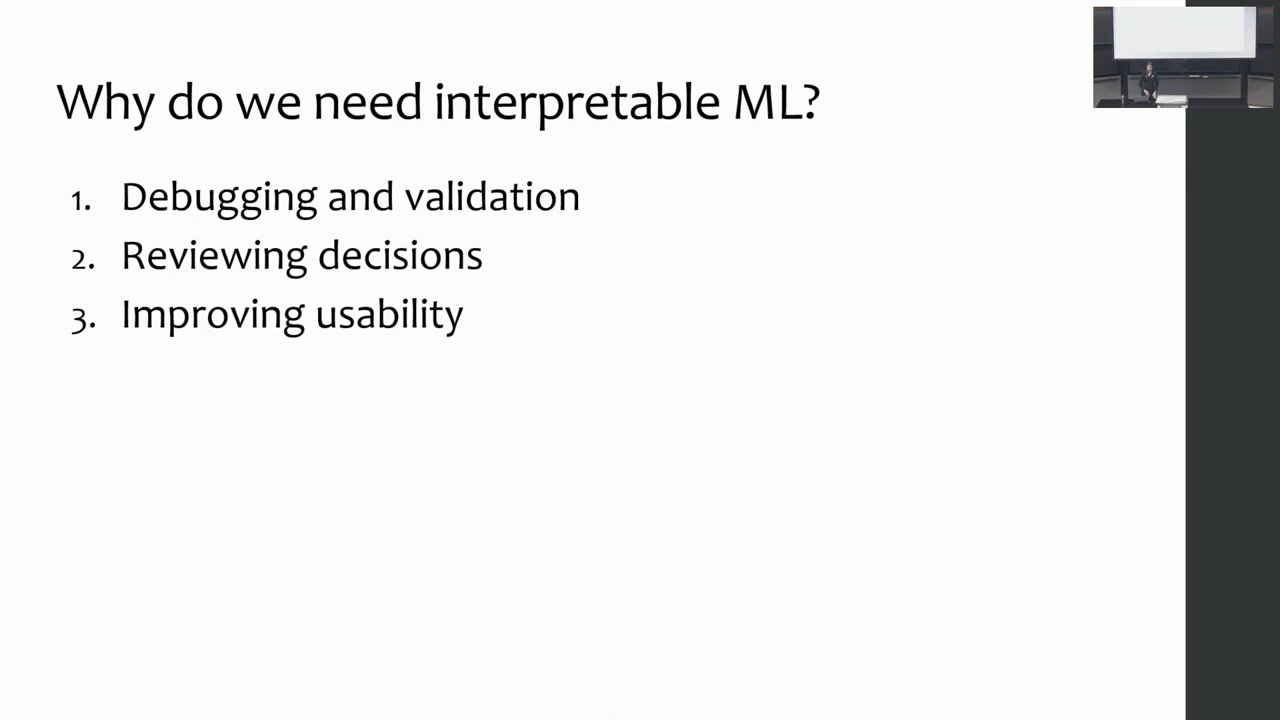 Why do we need interpretable ML?
1. Debugging and validation
2. Reviewing decisions
3. Improving usability